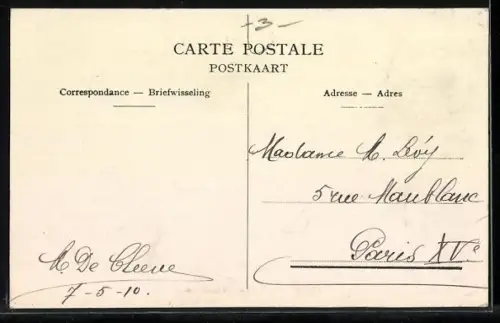 -3-
CARTE POSTALE
POSTKAART
Correspondance — Briefwisseling
Adresse — Adres
Madame M. Lévy
5 rue Maublanc
Paris XVe
M. De Cleene
7-5-10.